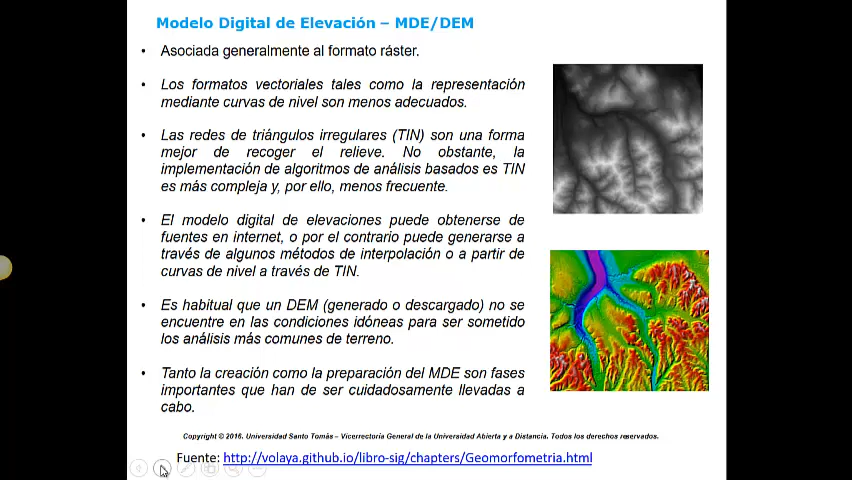 Modelo Digital de Elevación – MDE/DEM
• Asociada generalmente al formato ráster.
• Los formatos vectoriales tales como la representación
mediante curvas de nivel son menos adecuados.
• Las redes de triángulos irregulares (TIN) son una forma
mejor de recoger el relieve. No obstante, la
implementación de algoritmos de análisis basados es TIN
es más compleja y, por ello, menos frecuente.
• El modelo digital de elevaciones puede obtenerse de
fuentes en internet, o por el contrario puede generarse a
través de algunos métodos de interpolación o a partir de
curvas de nivel a través de TIN.
• Es habitual que un DEM (generado o descargado) no se
encuentre en las condiciones idóneas para ser sometido
los análisis más comunes de terreno.
• Tanto la creación como la preparación del MDE son fases
importantes que han de ser cuidadosamente llevadas a
cabo.
Copyright © 2016. Universidad Santo Tomás – Vicerrectoría General de la Universidad Abierta y a Distancia. Todos los derechos reservados.
Fuente: http://volaya.github.io/libro-sig/chapters/Geomorfometria.html